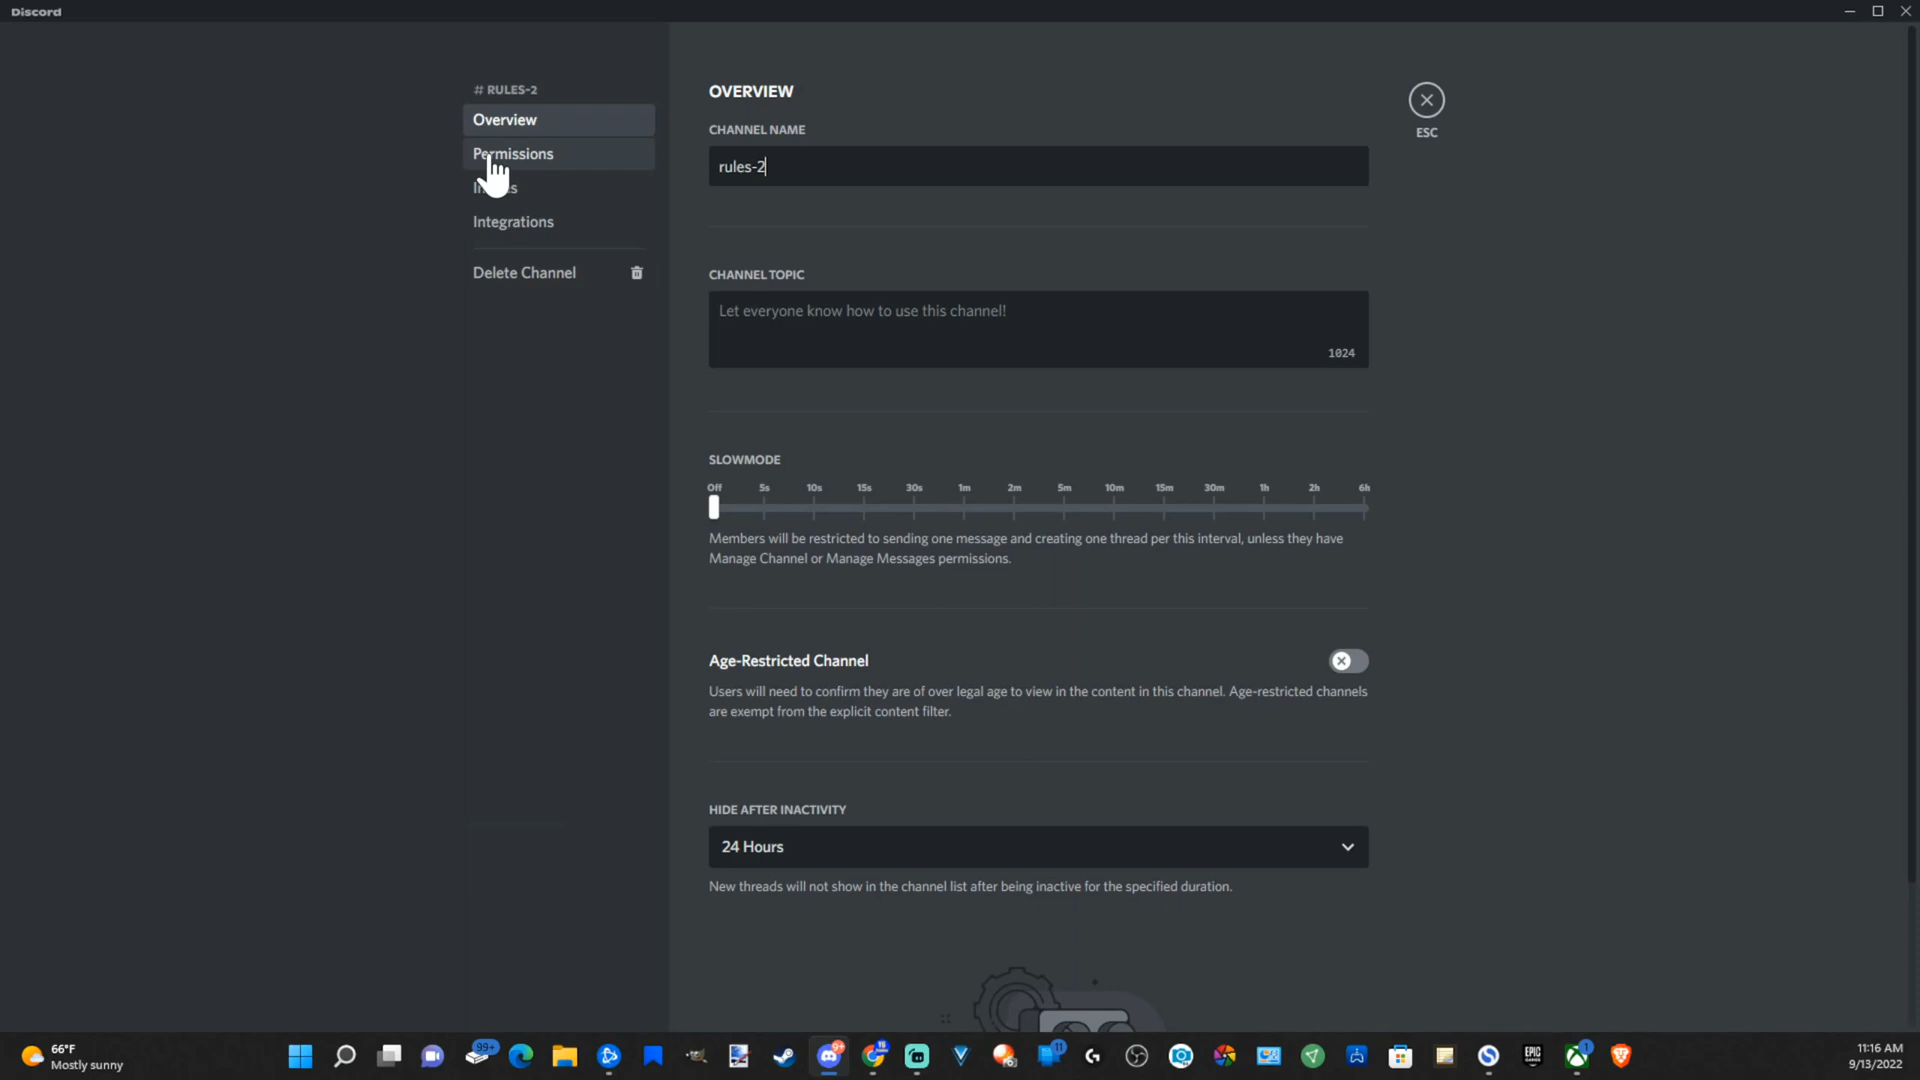 Discord
# RULES-2
Overview
Permissions
Integrations
Delete Channel
OVERVIEW
CHANNEL NAME
rules-2
ESC
CHANNEL TOPIC
Let everyone know how to use this channel!
1024
SLOWMODE
Off 5s 10s 15s 30s 1m 2m 5m 10m 15m 30m 1h 2h 6h
Members will be restricted to sending one message and creating one thread per this interval, unless they have
Manage Channel or Manage Messages permissions.
Age-Restricted Channel
Users will need to confirm they are of over legal age to view in the content in this channel. Age-restricted channels
are exempt from the explicit content filter.
HIDE AFTER INACTIVITY
24 Hours
New threads will not show in the channel list after being inactive for the specified duration.
66°F
Mostly sunny
99+
9+
11
EPIC
GAMES
1
11:16 AM
9/13/2022